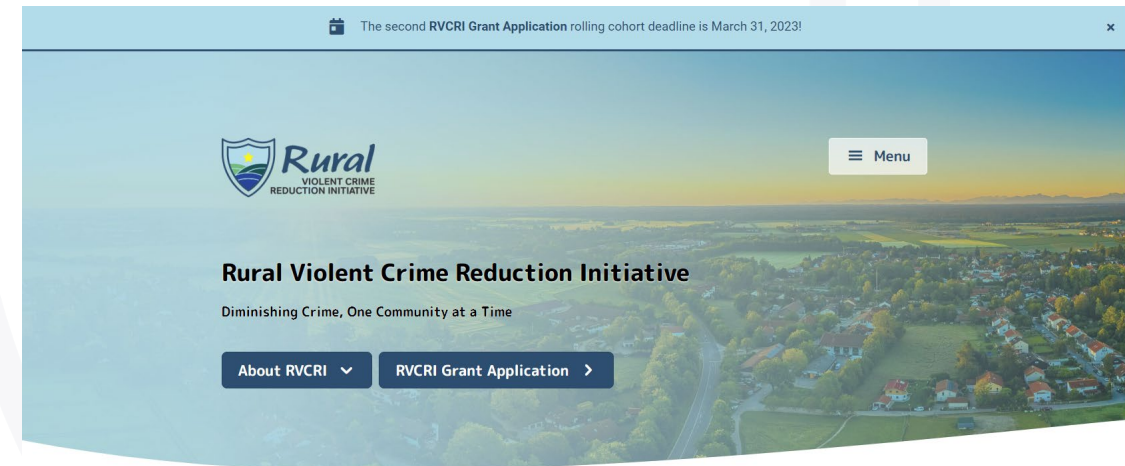 The second RVCRI Grant Application rolling cohort deadline is March 31, 2023!
×
Rural
VIOLENT CRIME
REDUCTION INITIATIVE
Menu
Rural Violent Crime Reduction Initiative
Diminishing Crime, One Community at a Time
About RVCRI
RVCRI Grant Application